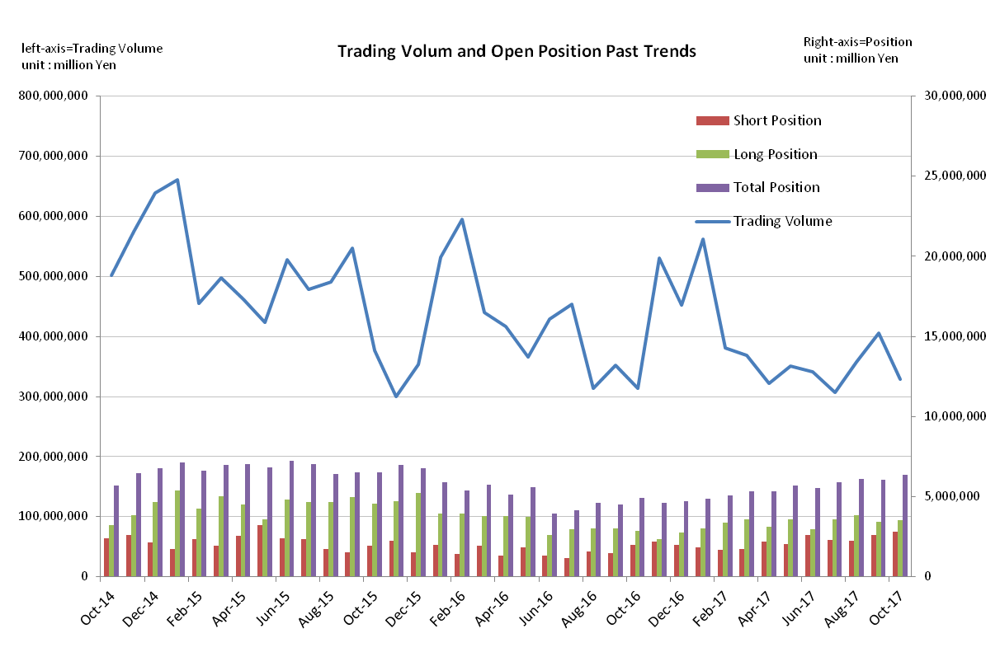 left-axis=Trading Volume
unit : million Yen
Trading Volum and Open Position Past Trends
Right-axis=Position
unit : million Yen
800,000,000
700,000,000
600,000,000
500,000,000
400,000,000
300,000,000
200,000,000
100,000,000
0
30,000,000
25,000,000
20,000,000
15,000,000
10,000,000
5,000,000
0
Short Position
Long Position
Total Position
Trading Volume
Oct-14
Dec-14
Feb-15
Apr-15
Jun-15
Aug-15
Oct-15
Dec-15
Feb-16
Apr-16
Jun-16
Aug-16
Oct-16
Dec-16
Feb-17
Apr-17
Jun-17
Aug-17
Oct-17